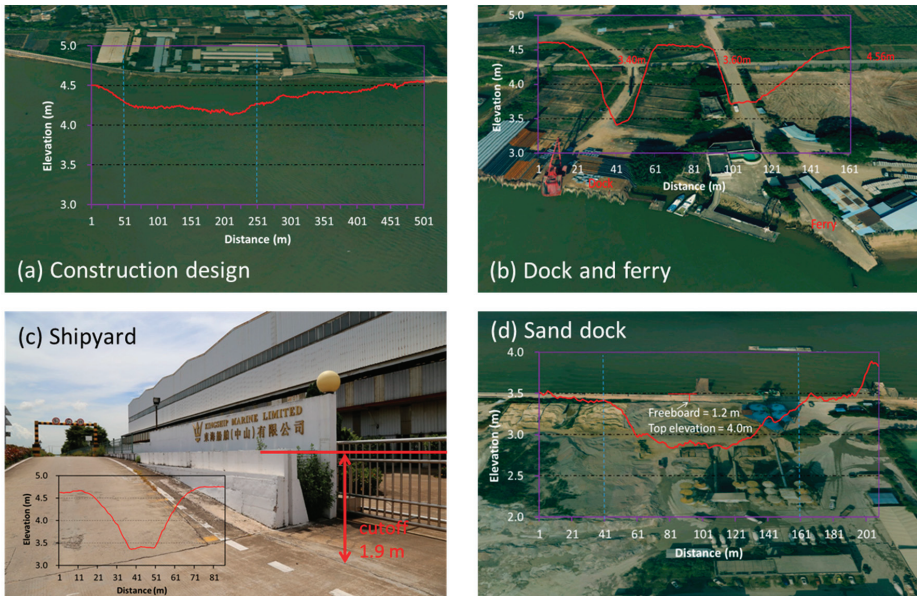 5.0
4.5
4.0
3.5
3.0
Elevation (m)
1 51 101 151 201 251 301 351 401 451 501
Distance (m)
(a) Construction design
5.0
4.5
4.0
3.5
3.0
Elevation (m)
3.40m
3.60m
4.56m
1 21 41 61 81 101 121 141 161
Distance (m)
Dock
Ferry
(b) Dock and ferry
(c) Shipyard
KINGSHIP MARINE LIMITED
(中山)有限公司
cutoff
1.9 m
5.0
4.5
4.0
3.5
3.0
Elevation (m)
1 11 21 31 41 51 61 71 81
Distance (m)
(d) Sand dock
4.0
3.5
3.0
2.5
2.0
Elevation (m)
Freeboard = 1.2 m
Top elevation = 4.0m
1 21 41 61 81 101 121 141 161 181 201
Distance (m)